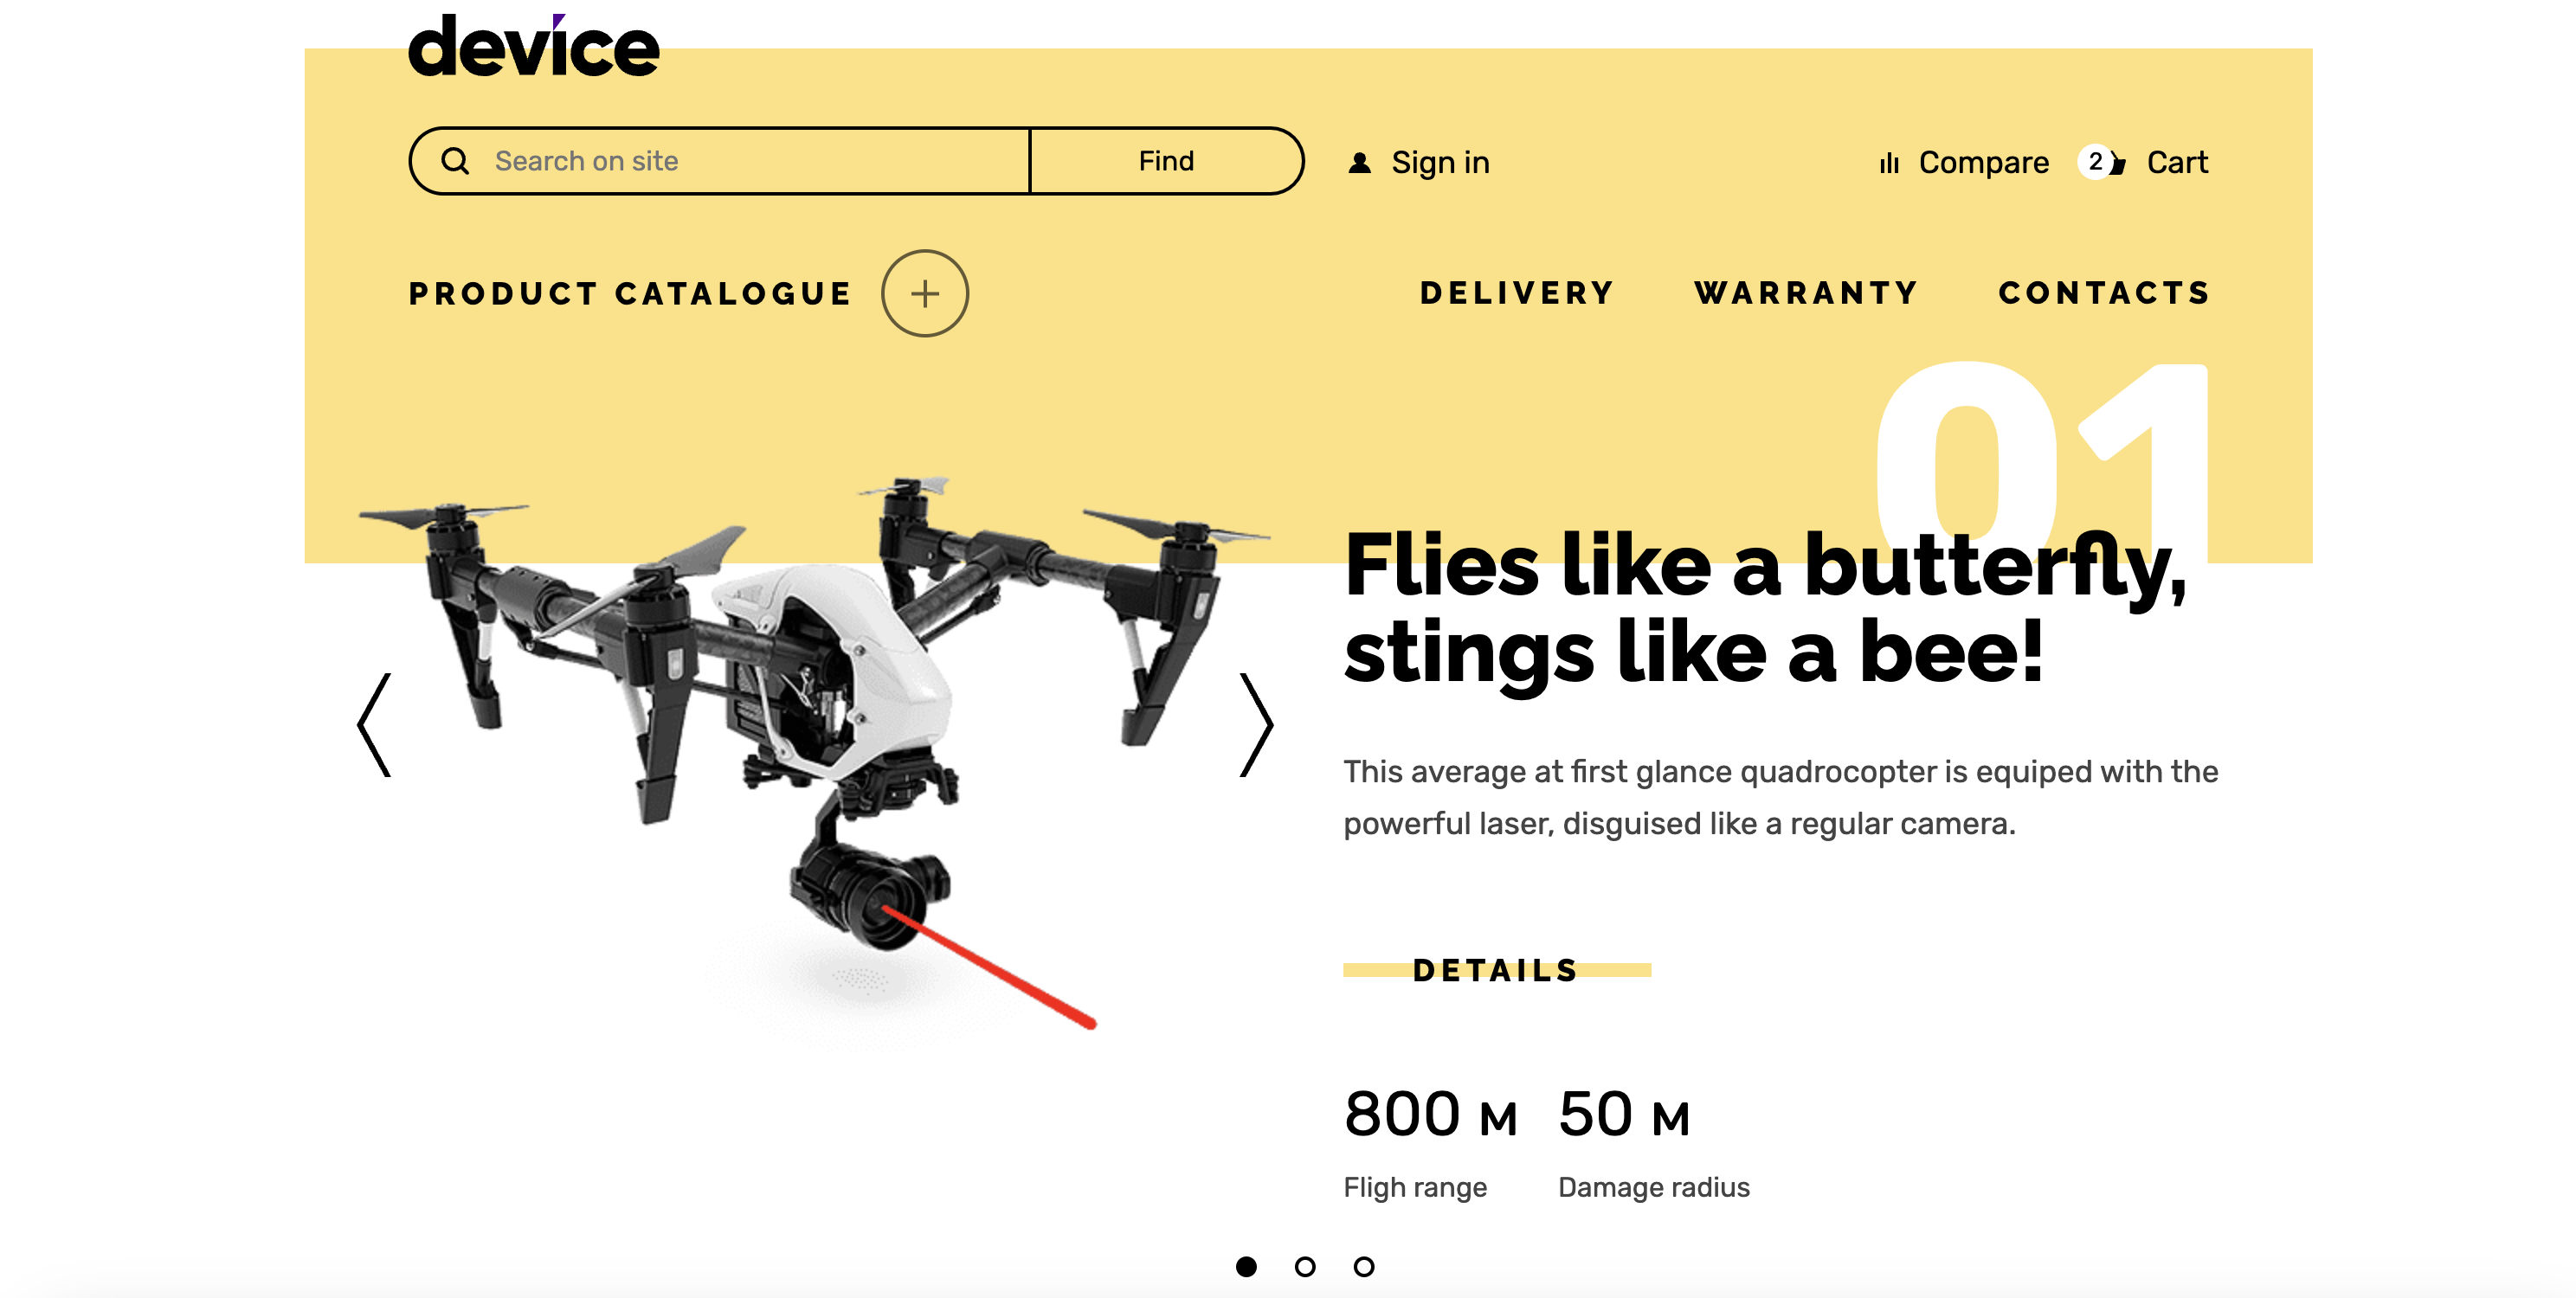 device
Search on site
Find
Sign in
Compare
2
Cart
PRODUCT CATALOGUE
DELIVERY
WARRANTY
CONTACTS
01
Flies like a butterfly,
stings like a bee!
This average at first glance quadrocopter is equiped with the
powerful laser, disguised like a regular camera.
DETAILS
800 м 50 м
Fligh range Damage radius